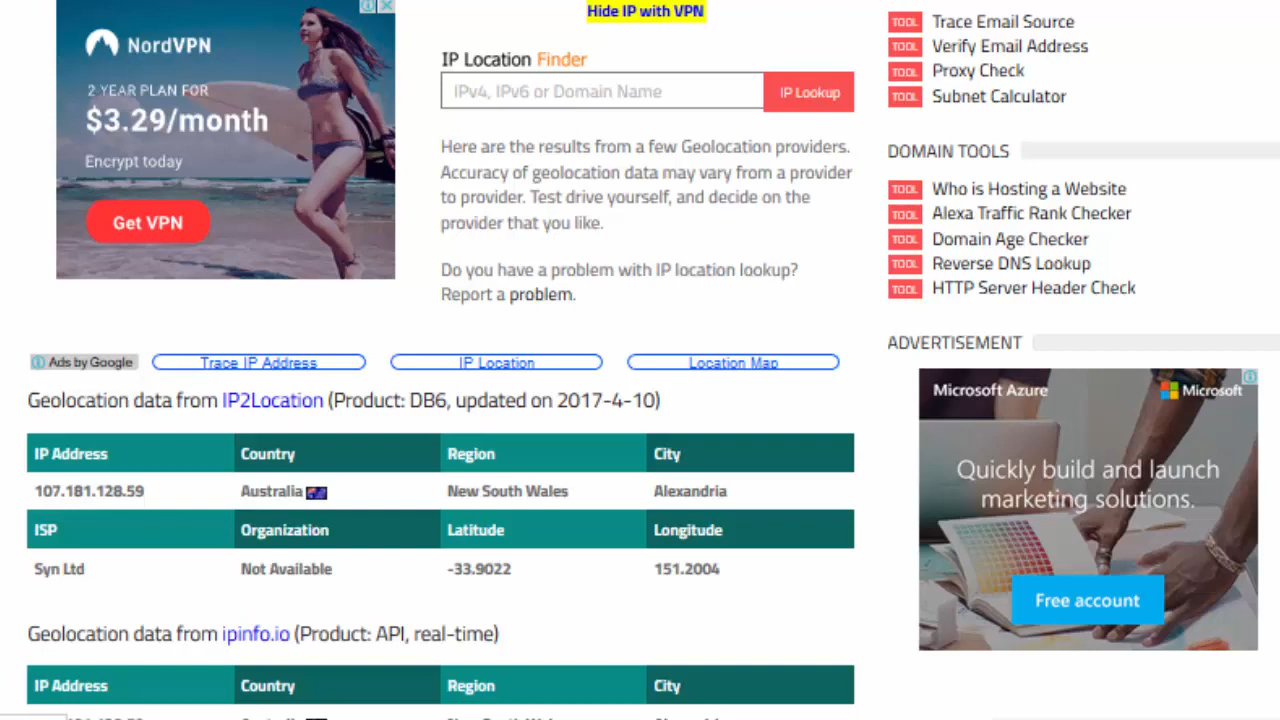 NordVPN
2 YEAR PLAN FOR
$3.29/month
Encrypt today
Get VPN
Hide IP with VPN
IP Location Finder
IPv4, IPv6 or Domain Name
IP Lookup
Here are the results from a few Geolocation providers.
Accuracy of geolocation data may vary from a provider
to provider. Test drive yourself, and decide on the
provider that you like.
Do you have a problem with IP location lookup?
Report a problem.
TOOL Trace Email Source
TOOL Verify Email Address
TOOL Proxy Check
TOOL Subnet Calculator
DOMAIN TOOLS
TOOL Who is Hosting a Website
TOOL Alexa Traffic Rank Checker
TOOL Domain Age Checker
TOOL Reverse DNS Lookup
TOOL HTTP Server Header Check
ADVERTISEMENT
Microsoft Azure Microsoft
Quickly build and launch
marketing solutions.
Free account
Ads by Google Trace IP Address IP Location Location Map
Geolocation data from IP2Location (Product: DB6, updated on 2017-4-10)
IP Address Country Region City
107.181.128.59 Australia New South Wales Alexandria
ISP Organization Latitude Longitude
Syn Ltd Not Available -33.9022 151.2004
Geolocation data from ipinfo.io (Product: API, real-time)
IP Address Country Region City